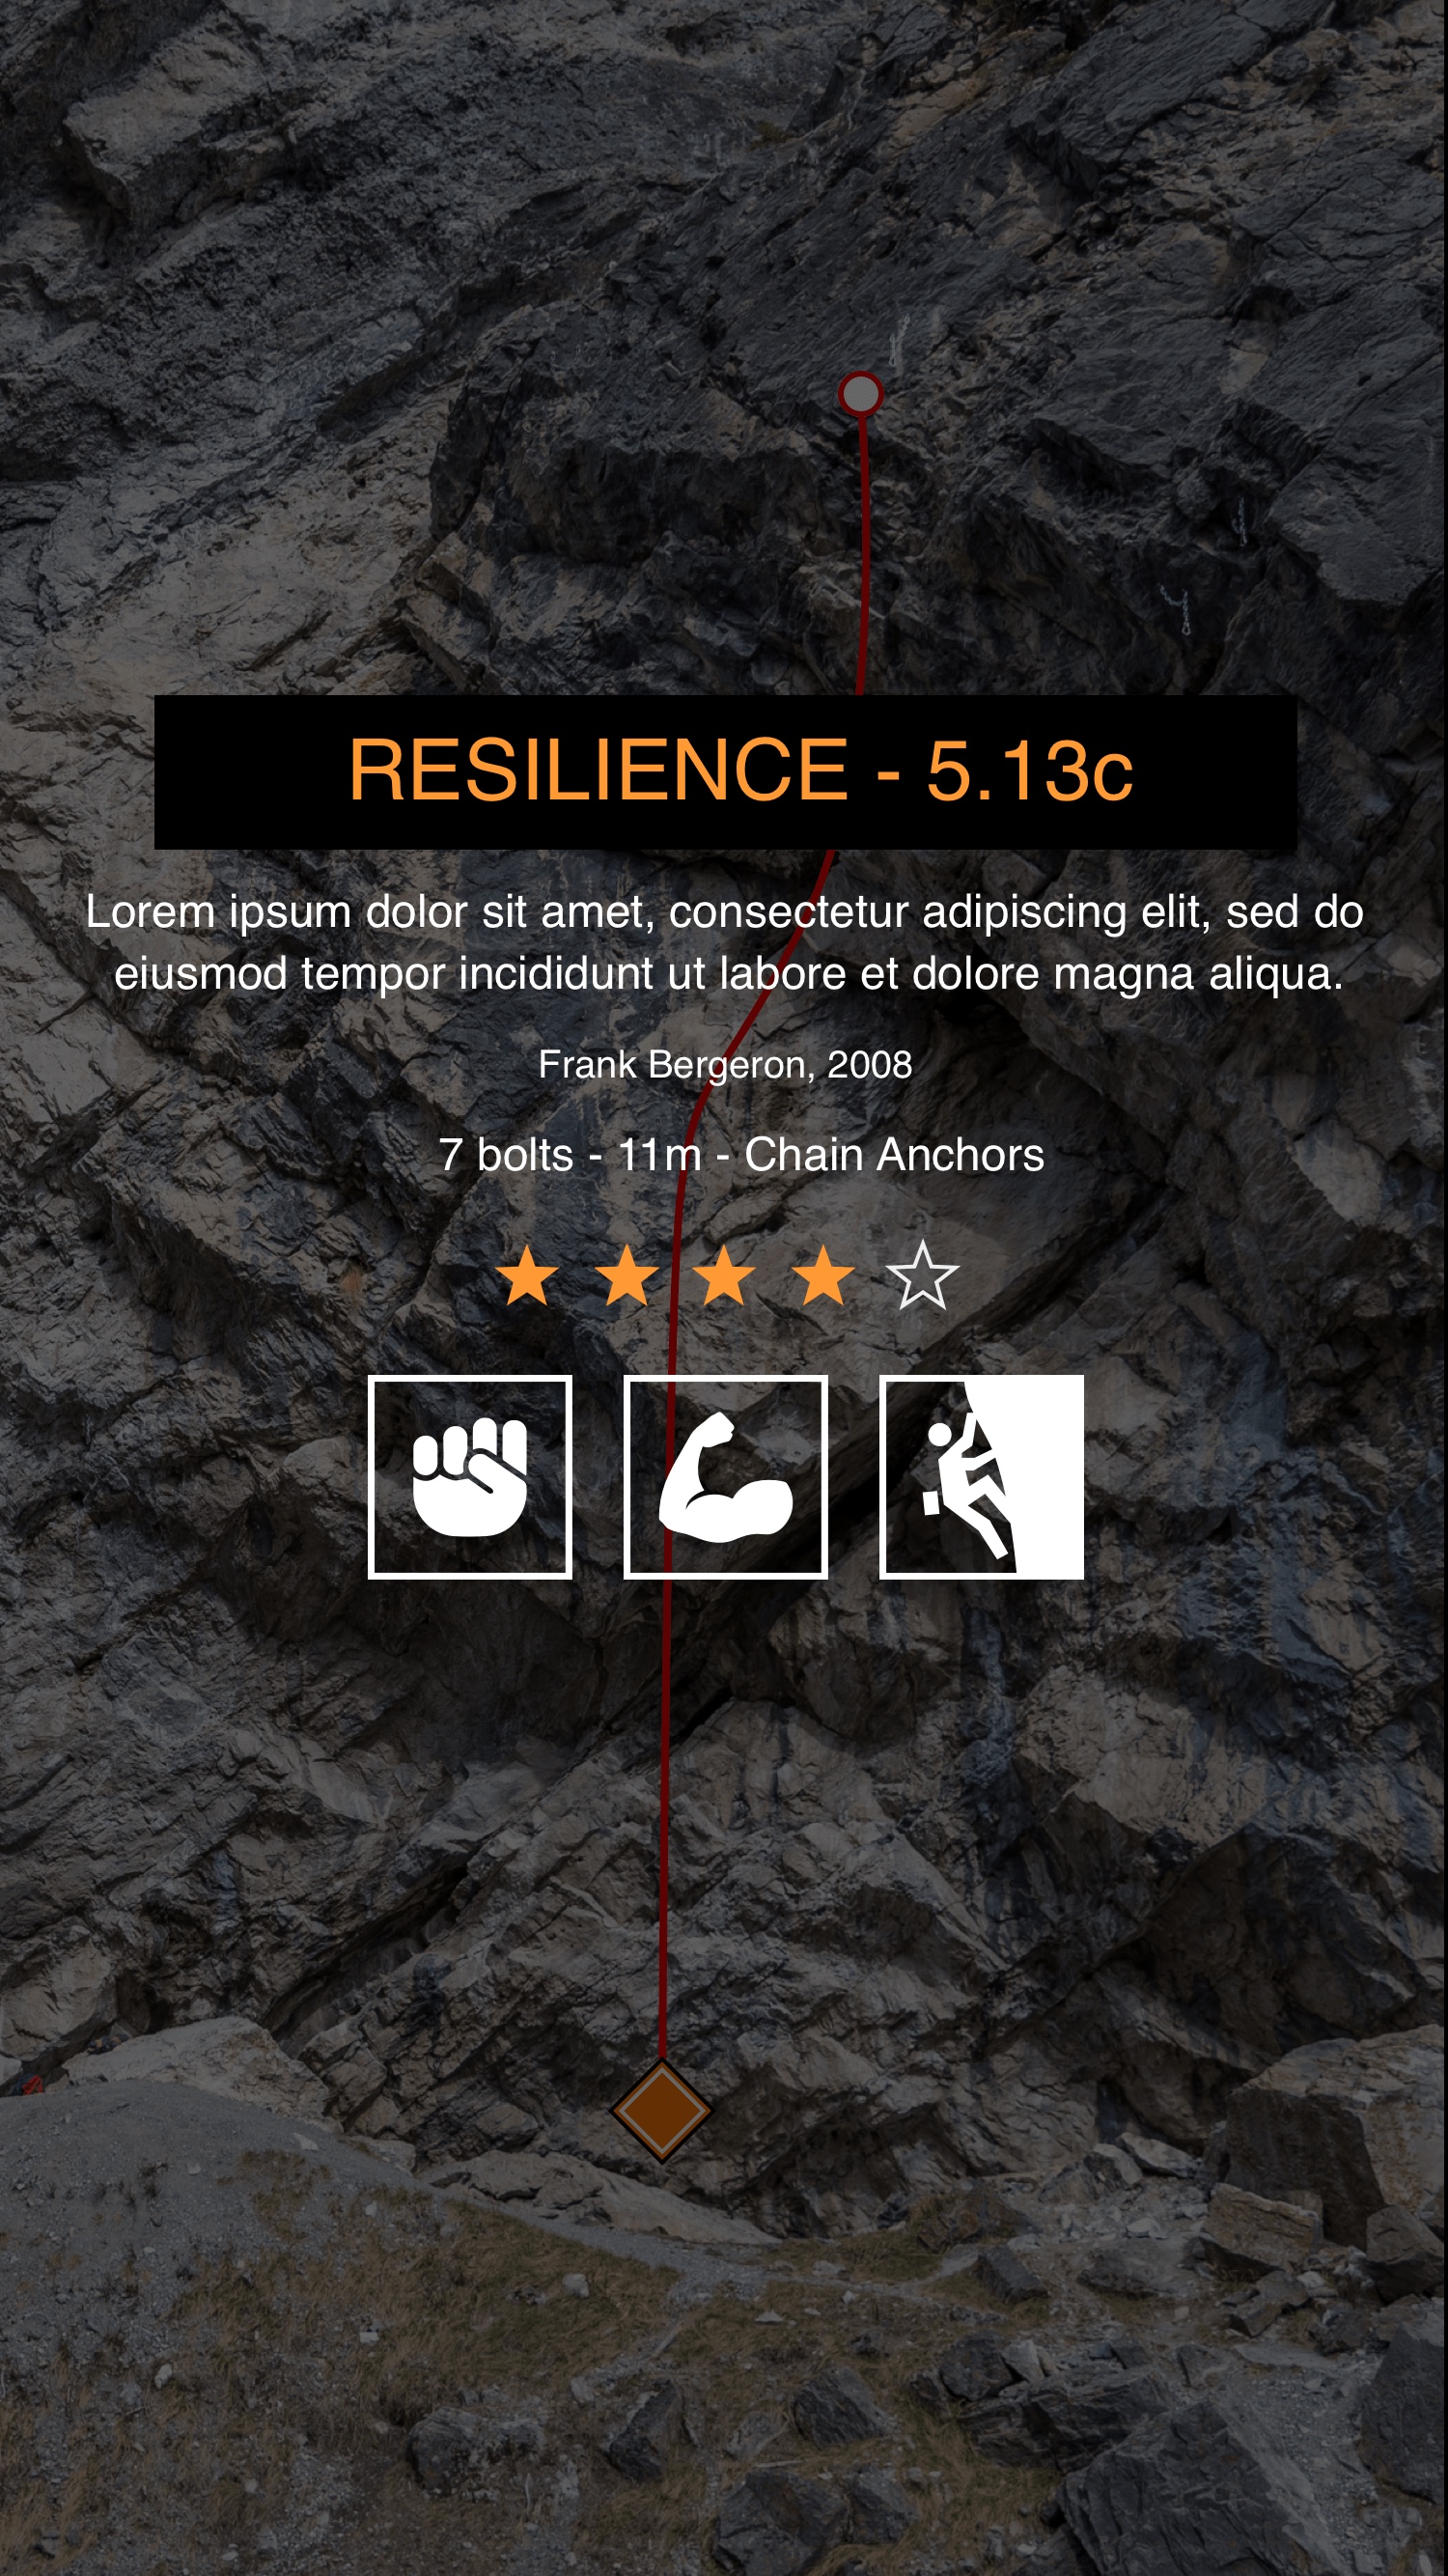 RESILIENCE - 5.13c
Lorem ipsum dolor sit amet, consectetur adipiscing elit, sed do
eiusmod tempor incididunt ut labore et dolore magna aliqua.
Frank Bergeron, 2008
7 bolts - 11m - Chain Anchors